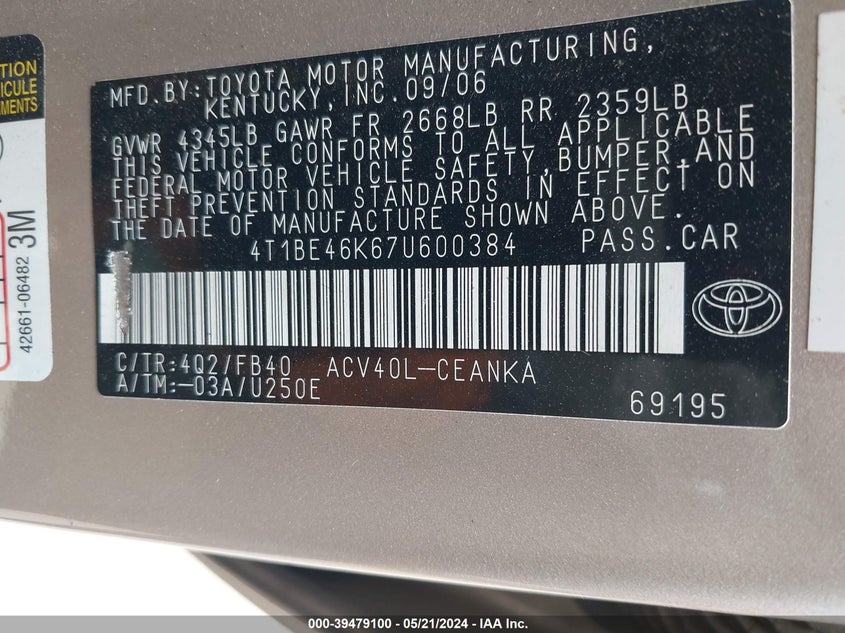 TION
VEHICULE
MENTS
42661-06482 3M
MFD.BY:TOYOTA MOTOR MANUFACTURING,
KENTUCKY,INC.09/06
GVWR 4345LB GAWR FR 2668LB RR 2359LB
THIS VEHICLE CONFORMS TO ALL APPLICABLE
FEDERAL MOTOR VEHICLE SAFETY,BUMPER,AND
THEFT PREVENTION STANDARDS IN EFFECT ON
THE DATE OF MANUFACTURE SHOWN ABOVE.
4T1BE46K67U600384 PASS.CAR
C/TR:4Q2/FB40 ACV40L-CEANKA
A/TM:-03A/U250E
69195
000-39479100 - 05/21/2024 - IAA Inc.